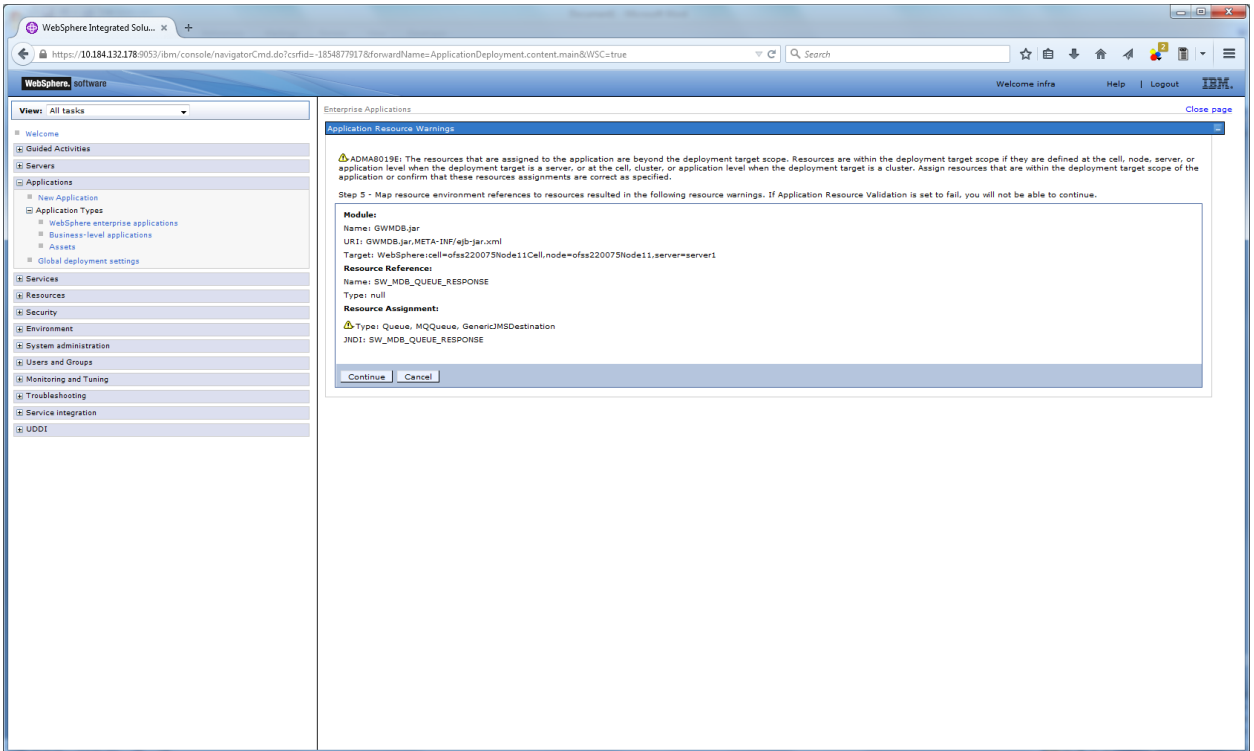 WebSphere Integrated Solu...
https://10.184.132.178:9053/ibm/console/navigatorCmd.do?csrfid=-1854877917&forwardName=ApplicationDeployment.content.main&WSC=true
Search
2
WebSphere. software
Welcome infra
Help | Logout
IBM.
View: All tasks
Welcome
Guided Activities
Servers
Applications
New Application
Application Types
WebSphere enterprise applications
Business-level applications
Assets
Global deployment settings
Services
Resources
Security
Environment
System administration
Users and Groups
Monitoring and Tuning
Troubleshooting
Service integration
UDDI
Enterprise Applications
Close page
Application Resource Warnings
ADMA8019E: The resources that are assigned to the application are beyond the deployment target scope. Resources are within the deployment target scope if they are defined at the cell, node, server, or
application level when the deployment target is a server, or at the cell, cluster, or application level when the deployment target is a cluster. Assign resources that are within the deployment target scope of the
application or confirm that these resources assignments are correct as specified.
Step 5 - Map resource environment references to resources resulted in the following resource warnings. If Application Resource Validation is set to fail, you will not be able to continue.
Module:
Name: GWMDB.jar
URI: GWMDB.jar,META-INF/ejb-jar.xml
Target: WebSphere:cell=ofss220075Node11Cell,node=ofss220075Node11,server=server1
Resource Reference:
Name: SW_MDB_QUEUE_RESPONSE
Type: null
Resource Assignment:
Type: Queue, MQQueue, GenericJMSDestination
JNDI: SW_MDB_QUEUE_RESPONSE
Continue
Cancel